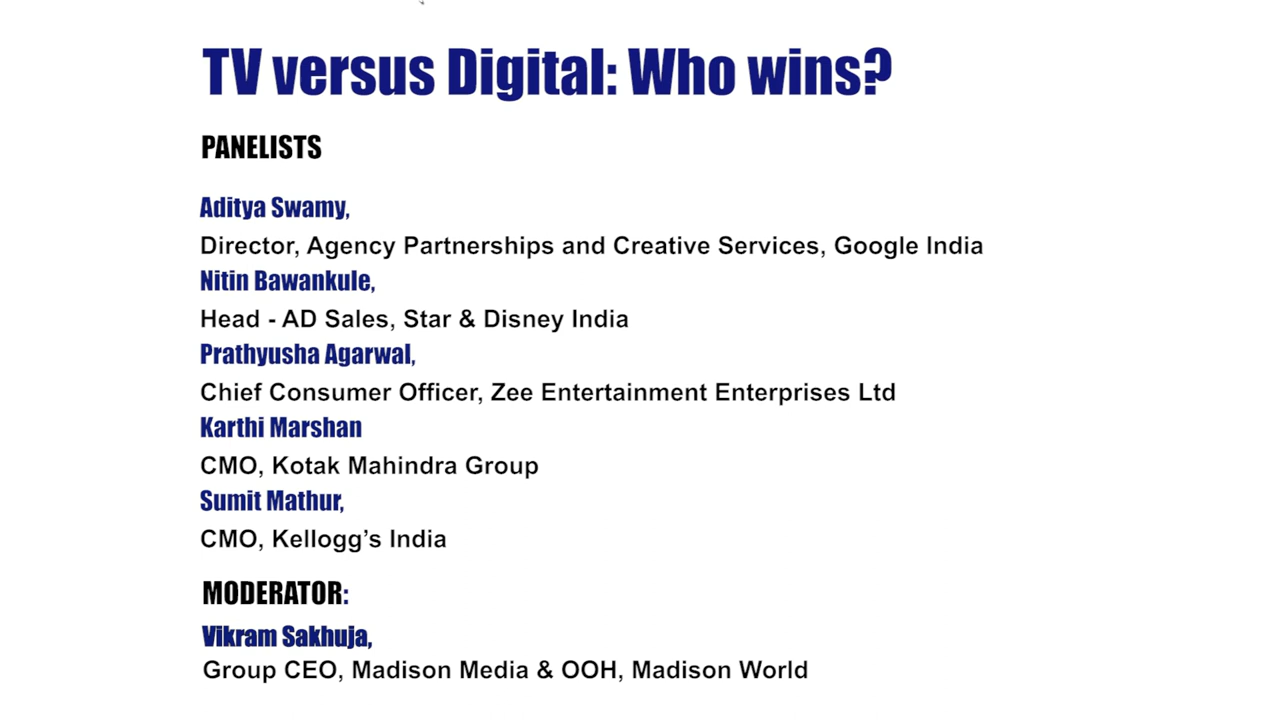 TV versus Digital: Who wins?
PANELISTS
Aditya Swamy,
Director, Agency Partnerships and Creative Services, Google India
Nitin Bawankule,
Head - AD Sales, Star & Disney India
Prathyusha Agarwal,
Chief Consumer Officer, Zee Entertainment Enterprises Ltd
Karthi Marshan
CMO, Kotak Mahindra Group
Sumit Mathur,
CMO, Kellogg’s India
MODERATOR:
Vikram Sakhuja,
Group CEO, Madison Media & OOH, Madison World